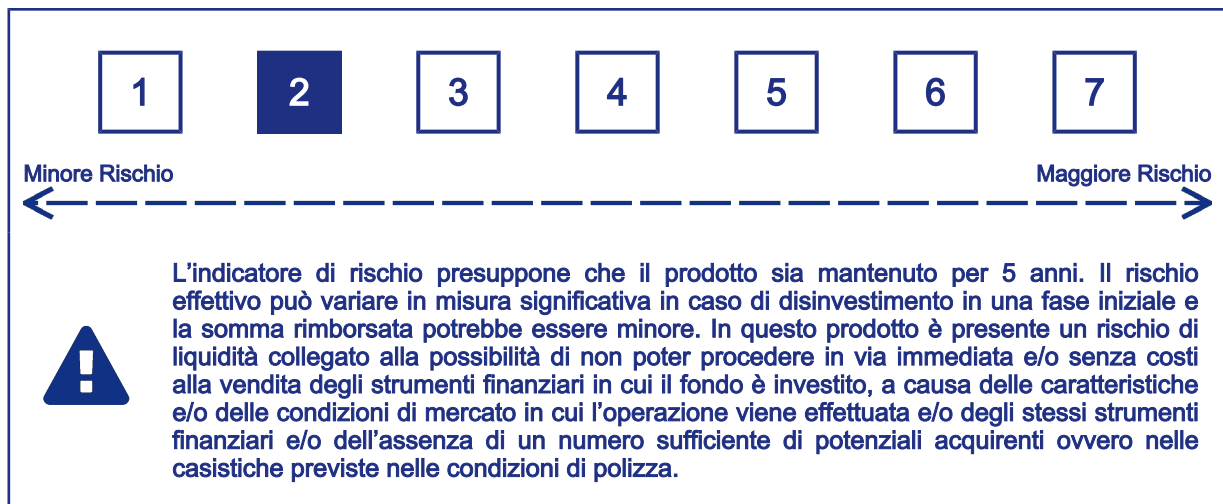 1 2 3 4 5 6 7
Minore Rischio Maggiore Rischio
L'indicatore di rischio presuppone che il prodotto sia mantenuto per 5 anni. Il rischio
effettivo può variare in misura significativa in caso di disinvestimento in una fase iniziale e
la somma rimborsata potrebbe essere minore. In questo prodotto è presente un rischio di
liquidità collegato alla possibilità di non poter procedere in via immediata e/o senza costi
alla vendita degli strumenti finanziari in cui il fondo è investito, a causa delle caratteristiche
e/o delle condizioni di mercato in cui l'operazione viene effettuata e/o degli stessi strumenti
finanziari e/o dell'assenza di un numero sufficiente di potenziali acquirenti ovvero nelle
casistiche previste nelle condizioni di polizza.